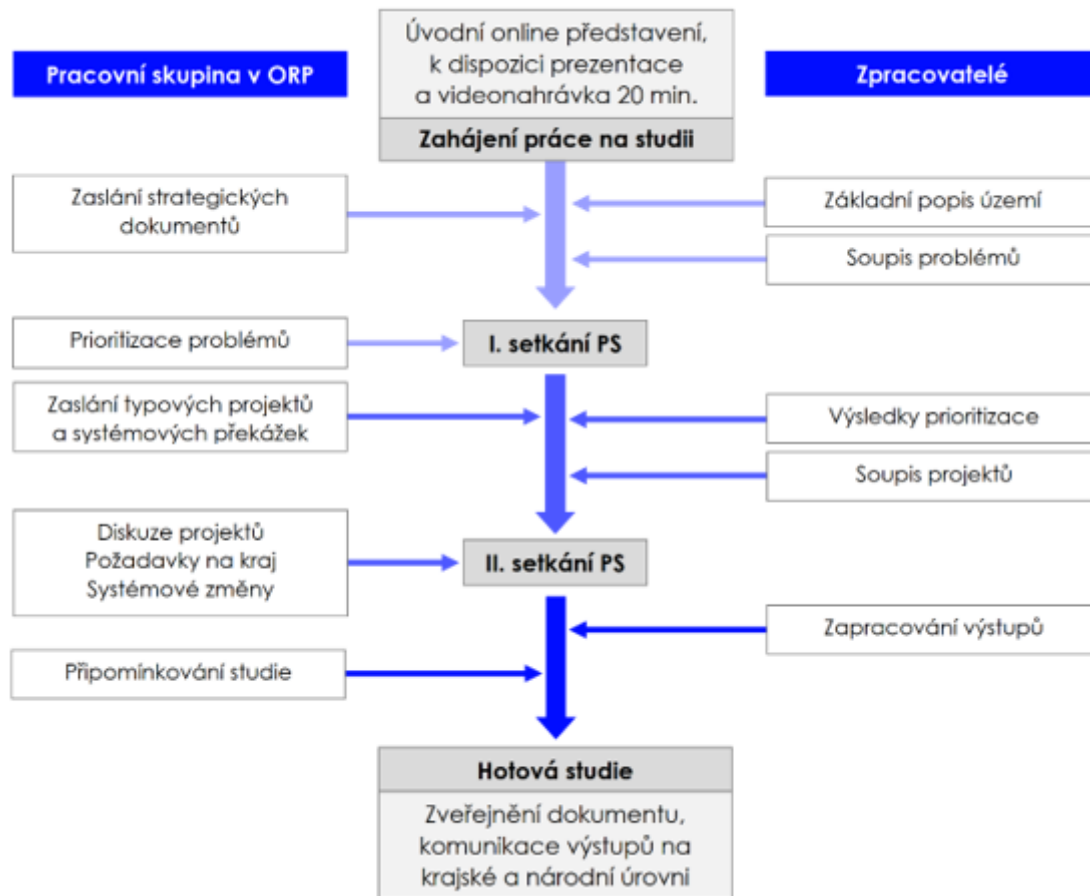 Úvodní online představení,
k dispozici prezentace
a videonahrávka 20 min.
Zahájení práce na studii
Pracovní skupina v ORP
Zpracovatelé
Zaslání strategických
dokumentů
Základní popis území
Soupis problémů
Prioritizace problémů
I. setkání PS
Zaslání typových projektů
a systémových překážek
Výsledky prioritizace
Soupis projektů
Diskuze projektů
Požadavky na kraj
Systémové změny
II. setkání PS
Zapracování výstupů
Připomínkování studie
Hotová studie
Zveřejnění dokumentu,
komunikace výstupů na
krajské a národní úrovni